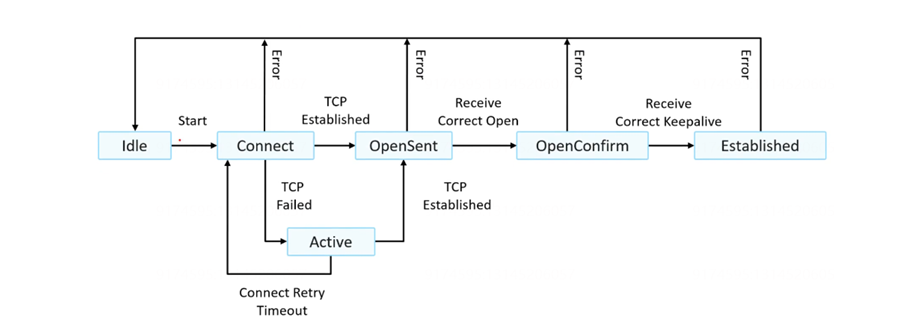 Error
Error
Error
Error
TCP
Established
Receive
Correct Open
Receive
Correct Keepalive
Start
Idle
Connect
OpenSent
OpenConfirm
Established
TCP
Failed
TCP
Established
Active
Connect Retry
Timeout